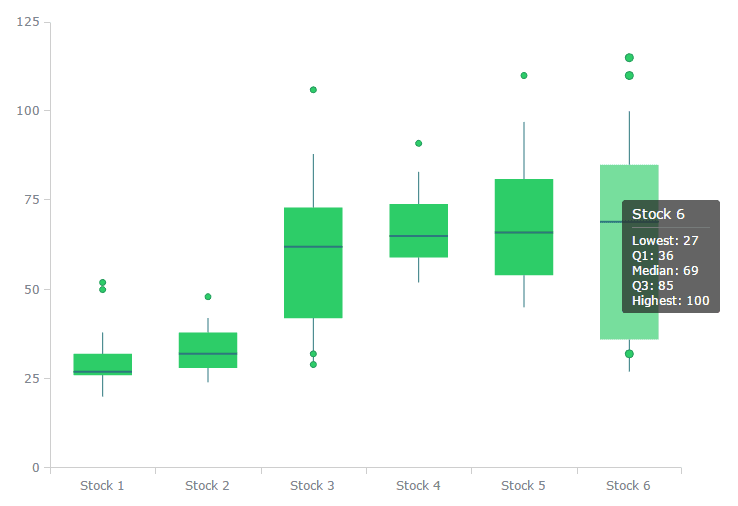 125
100
75
50
25
0
Stock 6
Lowest: 27
Q1: 36
Median: 69
Q3: 85
Highest: 100
Stock 1 Stock 2 Stock 3 Stock 4 Stock 5 Stock 6